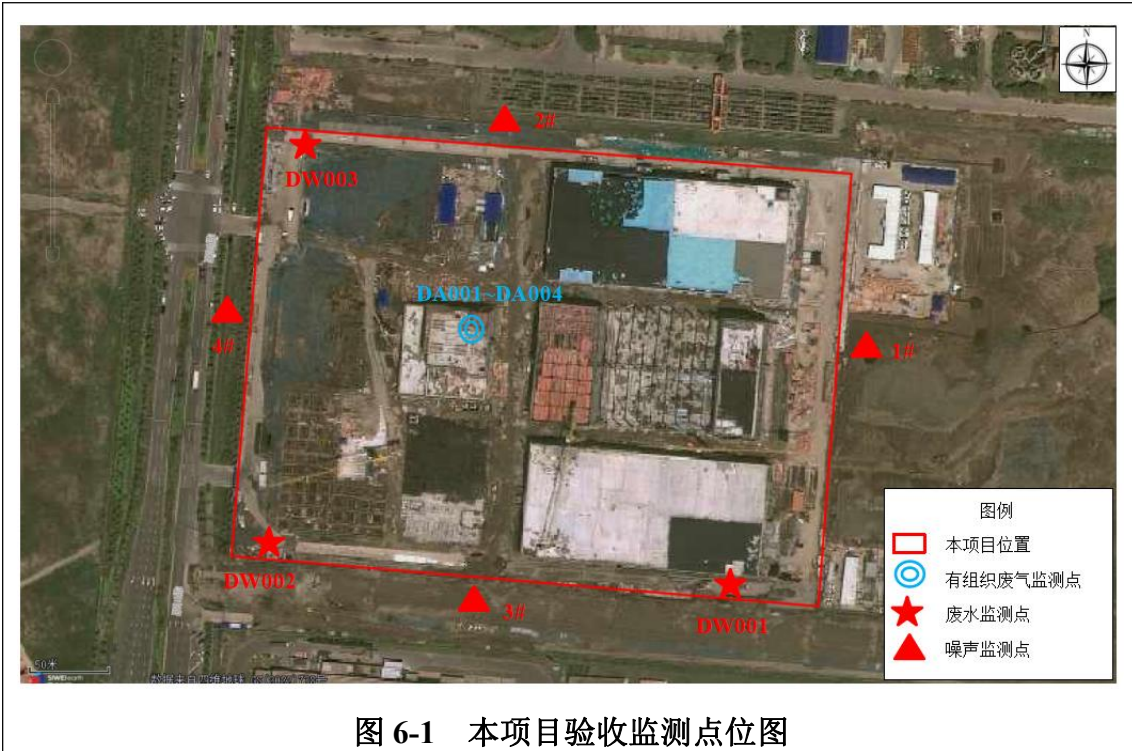 N
2#
DW003
DA001~DA004
4#
1#
图例
本项目位置
有组织废气监测点
废水监测点
噪声监测点
DW002
3#
DW001
50米
SIWEIearth
图 6-1 本项目验收监测点位图